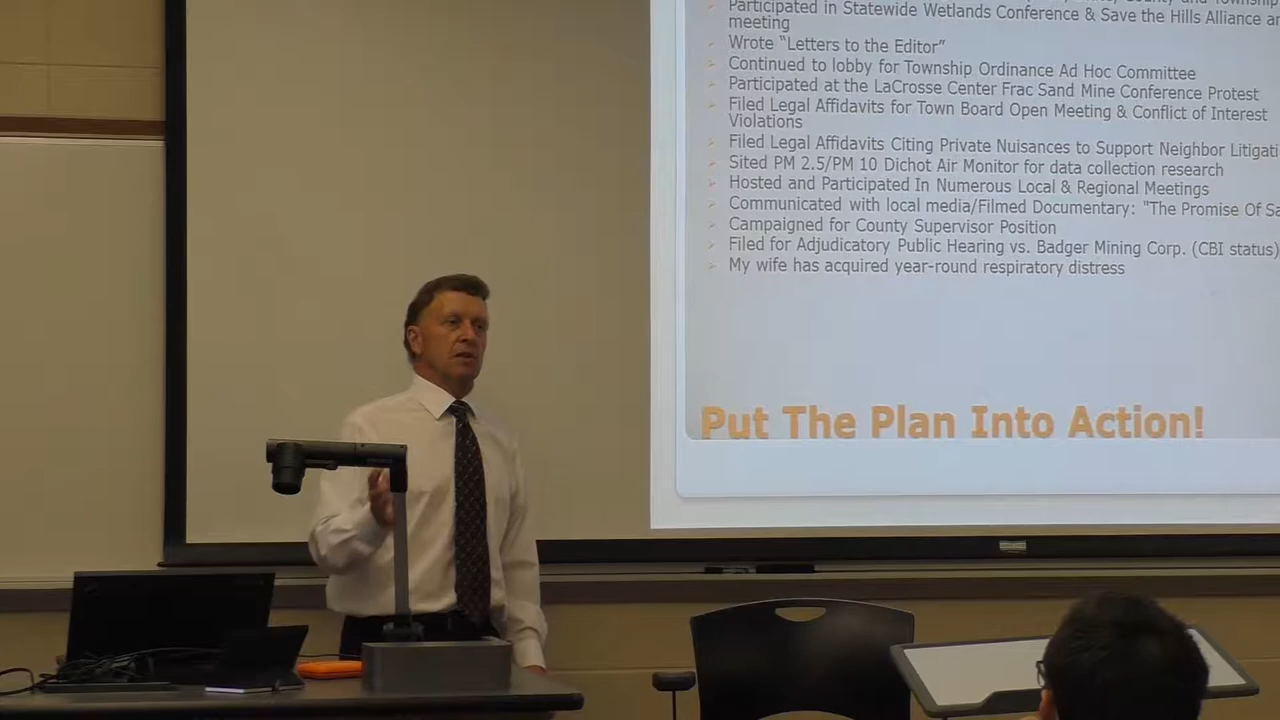 County and Township
Participated in Statewide Wetlands Conference & Save the Hills Alliance
meeting
Wrote "Letters to the Editor"
Continued to lobby for Township Ordinance Ad Hoc Committee
Participated at the LaCrosse Center Frac Sand Mine Conference Protest
Filed Legal Affidavits for Town Board Open Meeting & Conflict of Interest
Violations
Filed Legal Affidavits Citing Private Nuisances to Support Neighbor Litigati
Sited PM 2.5/PM 10 Dichot Air Monitor for data collection research
Hosted and Participated In Numerous Local & Regional Meetings
Communicated with local media/Filmed Documentary: "The Promise Of Sa
Campaigned for County Supervisor Position
Filed for Adjudicatory Public Hearing vs. Badger Mining Corp. (CBI status)
My wife has acquired year-round respiratory distress
Put The Plan Into Action!